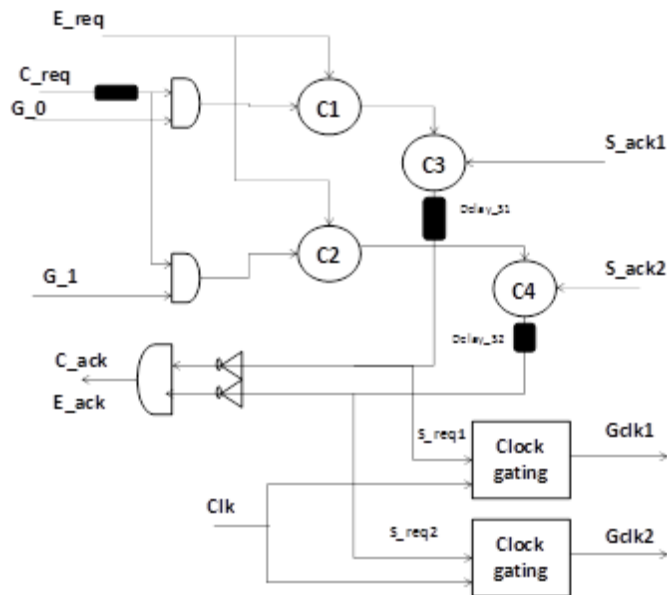 E_req
C_req
G_0
C1
S_ack1
C3
Delay_S1
C2
G_1
S_ack2
C4
Delay_S2
C_ack
E_ack
S_req1
Clock
gating
Gclk1
Clk
S_req2
Clock
gating
Gclk2